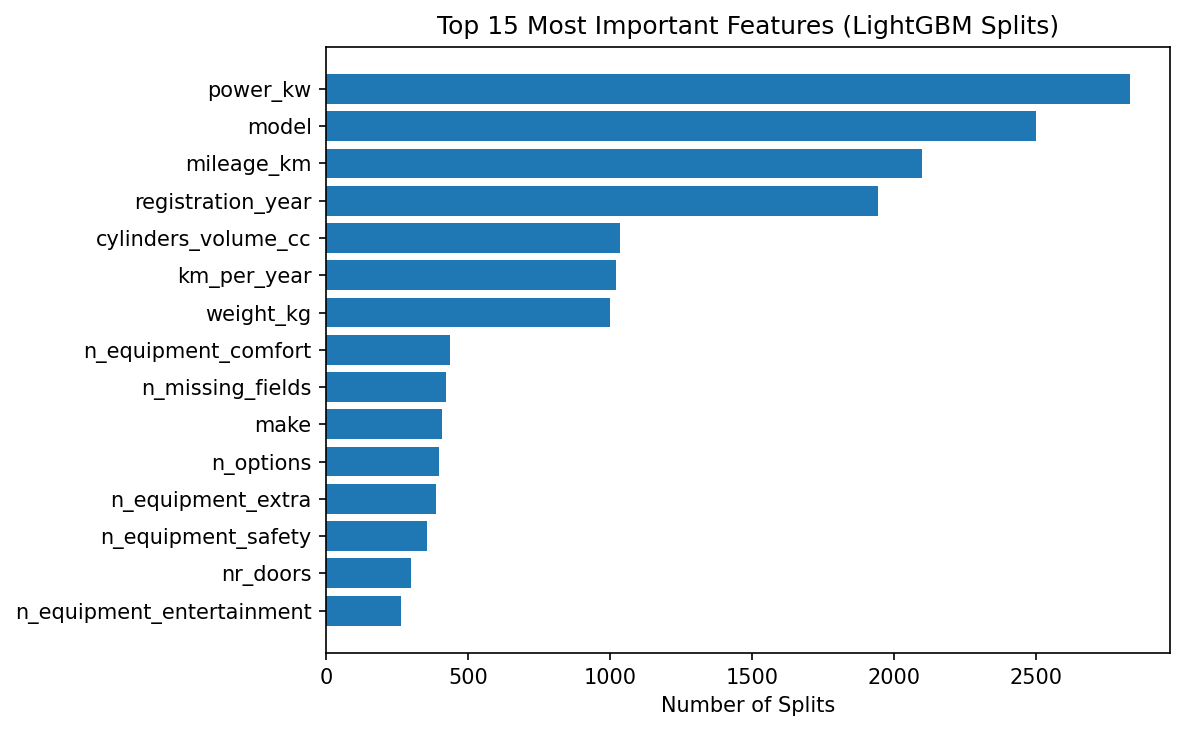 Top 15 Most Important Features (LightGBM Splits)
power_kw
model
mileage_km
registration_year
cylinders_volume_cc
km_per_year
weight_kg
n_equipment_comfort
n_missing_fields
make
n_options
n_equipment_extra
n_equipment_safety
nr_doors
n_equipment_entertainment
0 500 1000 1500 2000 2500
Number of Splits